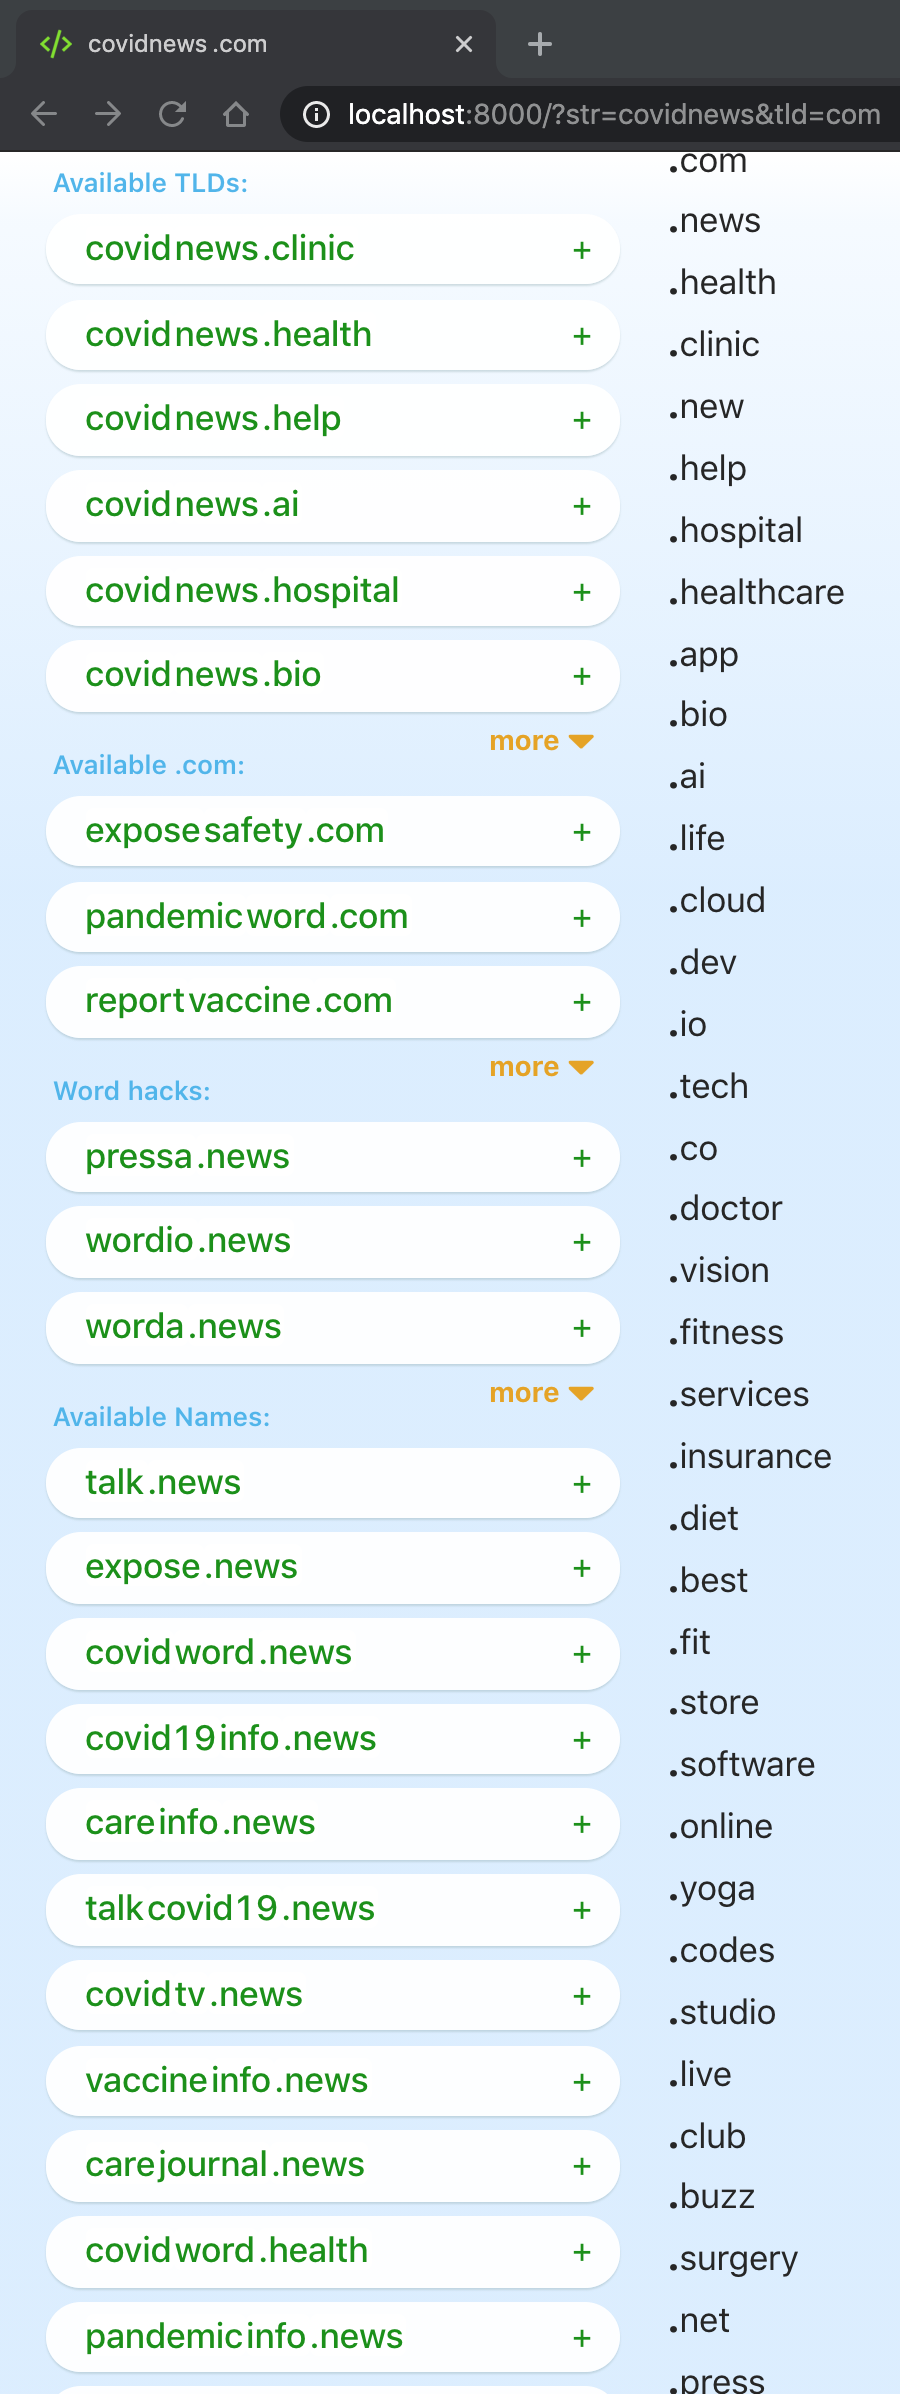 covidnews .com
localhost:8000/?str=covidnews&tld=com
Available TLDs:
covidnews.clinic +
covidnews.health +
covidnews.help +
covidnews.ai +
covidnews.hospital +
covidnews.bio +
more
Available .com:
exposesafety.com +
pandemicword.com +
reportvaccine.com +
more
Word hacks:
pressa.news +
wordio.news +
worda.news +
more
Available Names:
talk.news +
expose.news +
covidword.news +
covid19info.news +
careinfo.news +
talkcovid19.news +
covidtv.news +
vaccineinfo.news +
carejournal.news +
covidword.health +
pandemicinfo.news +
.com
.news
.health
.clinic
.new
.help
.hospital
.healthcare
.app
.bio
.ai
.life
.cloud
.dev
.io
.tech
.co
.doctor
.vision
.fitness
.services
.insurance
.diet
.best
.fit
.store
.software
.online
.yoga
.codes
.studio
.live
.club
.buzz
.surgery
.net
.press